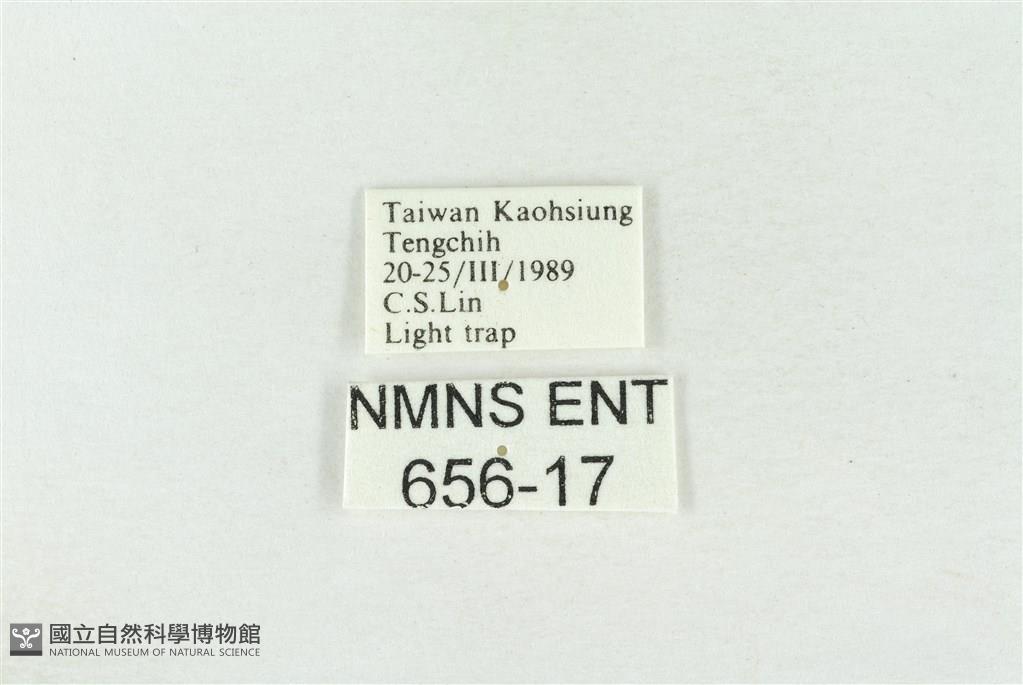 Taiwan Kaohsiung
Tengchih
20-25/III/1989
C.S.Lin
Light trap
NMNS ENT
656-17
國立自然科學博物館
NATIONAL MUSEUM OF NATURAL SCIENCE